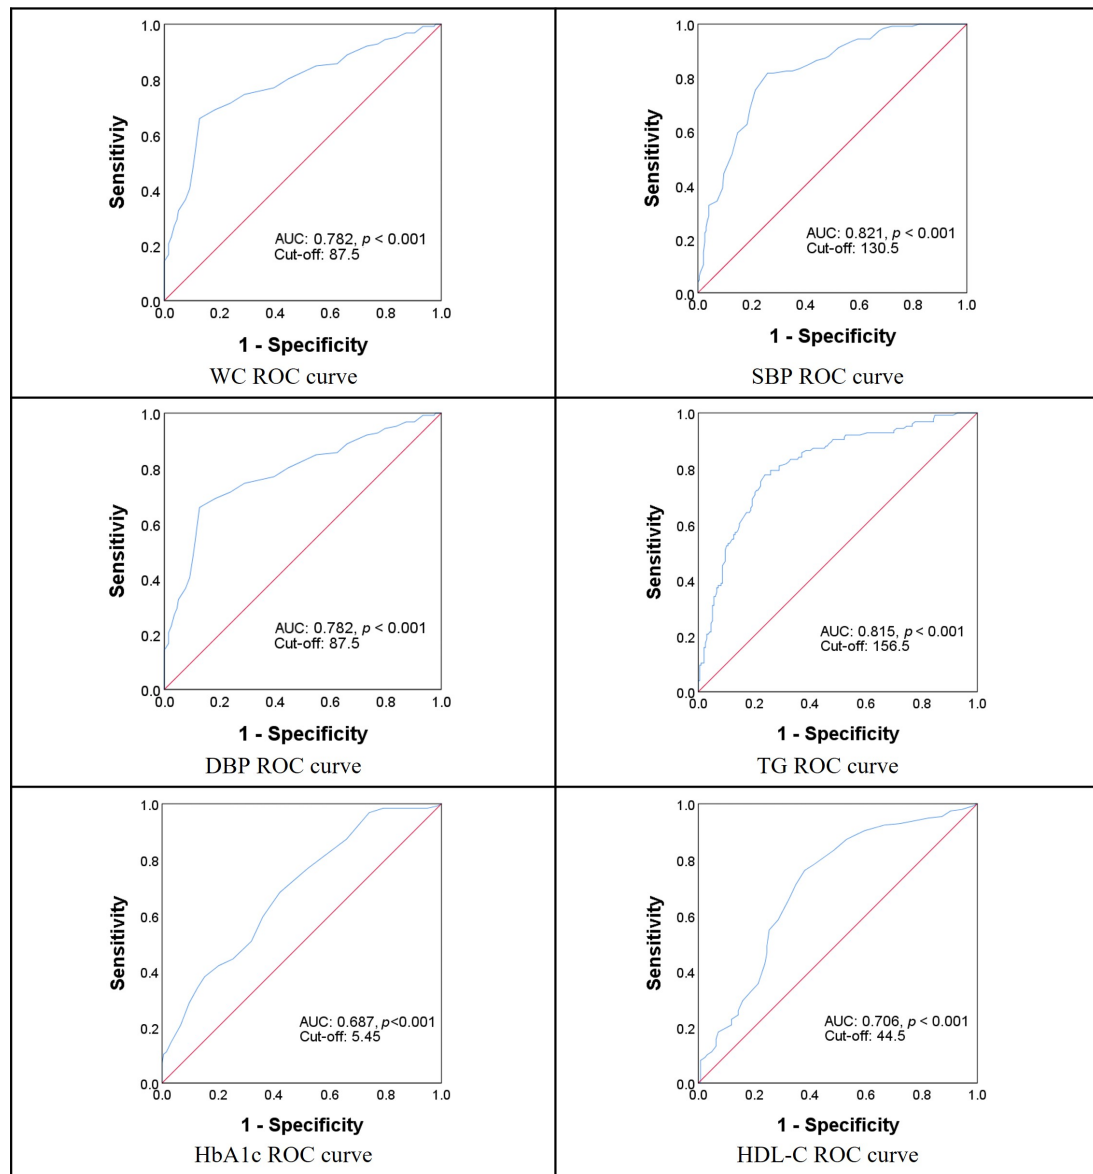 1.0
0.8
0.6
0.4
0.2
0.0
Sensitiviy
AUC: 0.782, p < 0.001
Cut-off: 87.5
0.0 0.2 0.4 0.6 0.8 1.0
1 - Specificity
WC ROC curve
1.0
0.8
0.6
0.4
0.2
0.0
Sensitivity
AUC: 0.821, p < 0.001
Cut-off: 130.5
0.0 0.2 0.4 0.6 0.8 1.0
1 - Specificity
SBP ROC curve
1.0
0.8
0.6
0.4
0.2
0.0
Sensitivity
AUC: 0.782, p < 0.001
Cut-off: 87.5
0.0 0.2 0.4 0.6 0.8 1.0
1 - Specificity
DBP ROC curve
1.0
0.8
0.6
0.4
0.2
0.0
Sensitivity
AUC: 0.815, p < 0.001
Cut-off: 156.5
0.0 0.2 0.4 0.6 0.8 1.0
1 - Specificity
TG ROC curve
1.0
0.8
0.6
0.4
0.2
0.0
Sensitivity
AUC: 0.687, p<0.001
Cut-off: 5.45
0.0 0.2 0.4 0.6 0.8 1.0
1 - Specificity
HbA1c ROC curve
1.0
0.8
0.6
0.4
0.2
0.0
Sensitivity
AUC: 0.706, p < 0.001
Cut-off: 44.5
0.0 0.2 0.4 0.6 0.8 1.0
1 - Specificity
HDL-C ROC curve